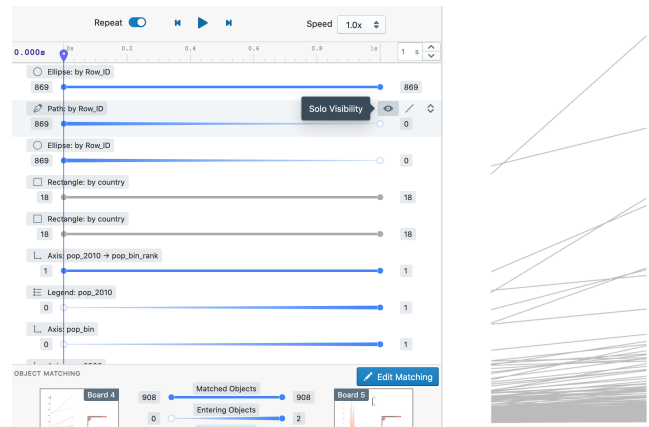 Repeat Speed 1.0x
0.000s 0s 0.2 0.4 0.6 0.8 1s 1 s
Ellipse: by Row_ID
869 869
Path: by Row_ID Solo Visibility
869 0
Ellipse: by Row_ID
869 0
Rectangle: by country
18 18
Rectangle: by country
18 18
Axis: pop_2010 → pop_bin_rank
1 1
Legend: pop_2010
0 1
Axis: pop_bin
0 1
OBJECT MATCHING Edit Matching
Board 4 908 Matched Objects 908 Board 5
0 Entering Objects 2